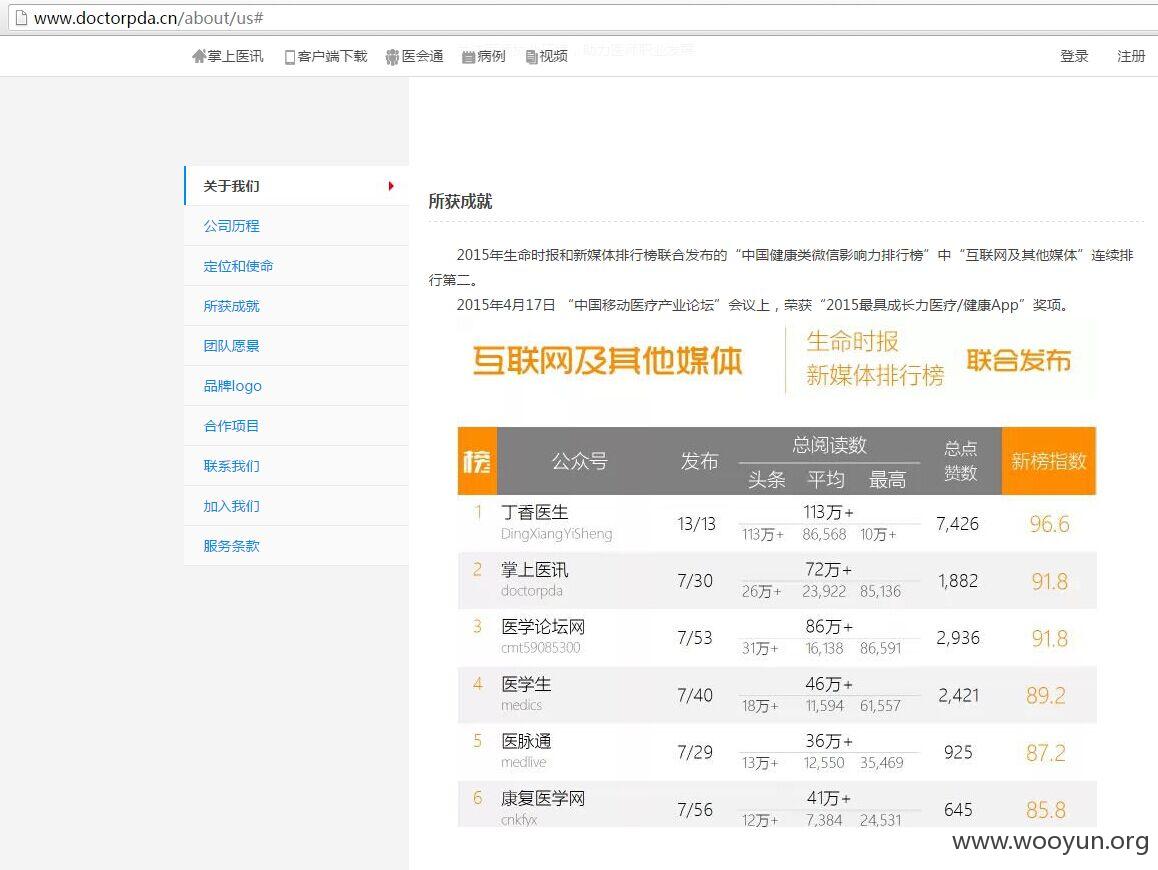 www.doctorpda.cn/about/us#
掌上医讯 客户端下载 医会通 病例 视频 助力医师职业发展 登录 注册
关于我们
公司历程
定位和使命
所获成就
团队愿景
品牌logo
合作项目
联系我们
加入我们
服务条款
所获成就
2015年生命时报和新媒体排行榜联合发布的“中国健康类微信影响力排行榜”中“互联网及其他媒体”连续排
行第二。
2015年4月17日 “中国移动医疗产业论坛”会议上，荣获“2015最具成长力医疗/健康App”奖项。
互联网及其他媒体 生命时报 新媒体排行榜 联合发布
榜 公众号 发布 总阅读数 头条 平均 最高 总点赞数 新榜指数
1 丁香医生 13/13 113万+ 7,426 96.6
DingXiangYiSheng 113万+ 86,568 10万+
2 掌上医讯 7/30 72万+ 1,882 91.8
doctorpda 26万+ 23,922 85,136
3 医学论坛网 7/53 86万+ 2,936 91.8
cmt59085300 31万+ 16,138 86,591
4 医学生 7/40 46万+ 2,421 89.2
medics 18万+ 11,594 61,557
5 医脉通 7/29 36万+ 925 87.2
medlive 13万+ 12,550 35,469
6 康复医学网 7/56 41万+ 645 85.8
cnkfyx 12万+ 7,384 24,531
www.wooyun.org